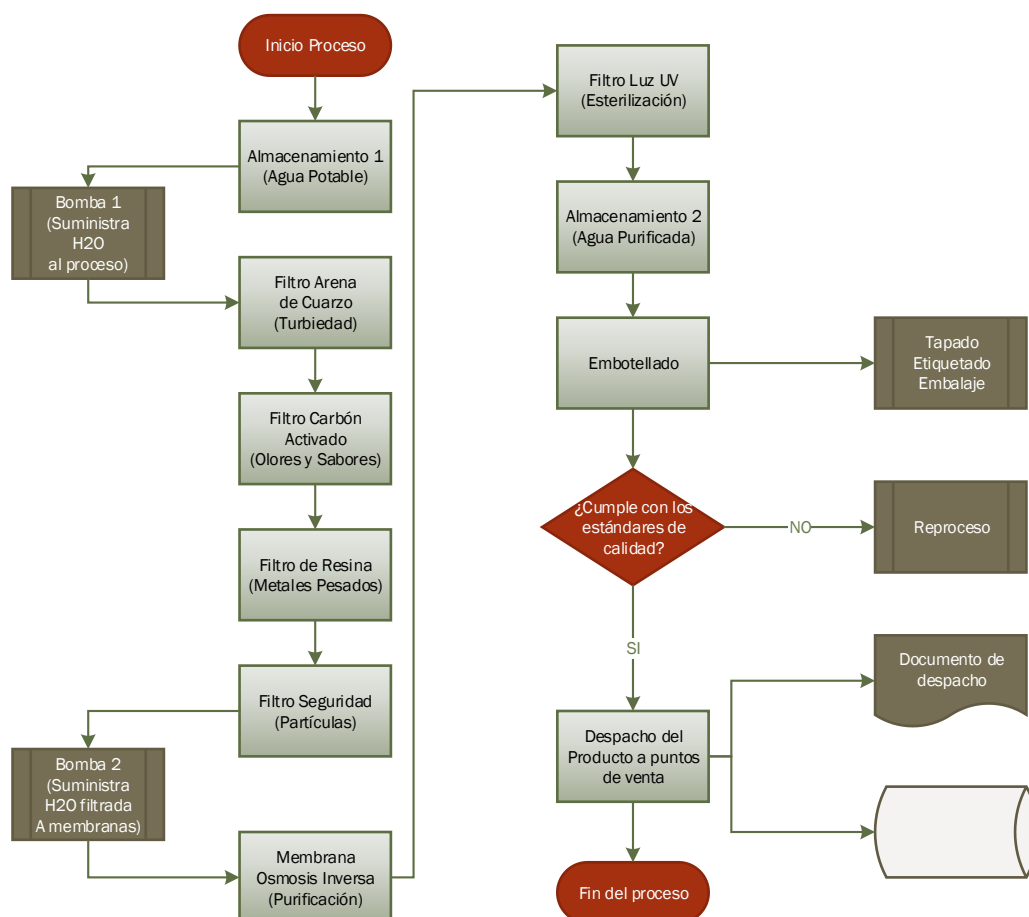 Inicio Proceso
Almacenamiento 1
(Agua Potable)
Bomba 1
(Suministra
H2O
al proceso)
Filtro Arena
de Cuarzo
(Turbiedad)
Filtro Carbón
Activado
(Olores y Sabores)
Filtro de Resina
(Metales Pesados)
Filtro Seguridad
(Partículas)
Bomba 2
(Suministra
H2O filtrada
A membranas)
Membrana
Osmosis Inversa
(Purificación)
Filtro Luz UV
(Esterilización)
Almacenamiento 2
(Agua Purificada)
Embotellado
Tapado
Etiquetado
Embalaje
¿Cumple con los
estándares de
calidad?
NO
Reproceso
SI
Despacho del
Producto a puntos
de venta
Documento de
despacho
Fin del proceso